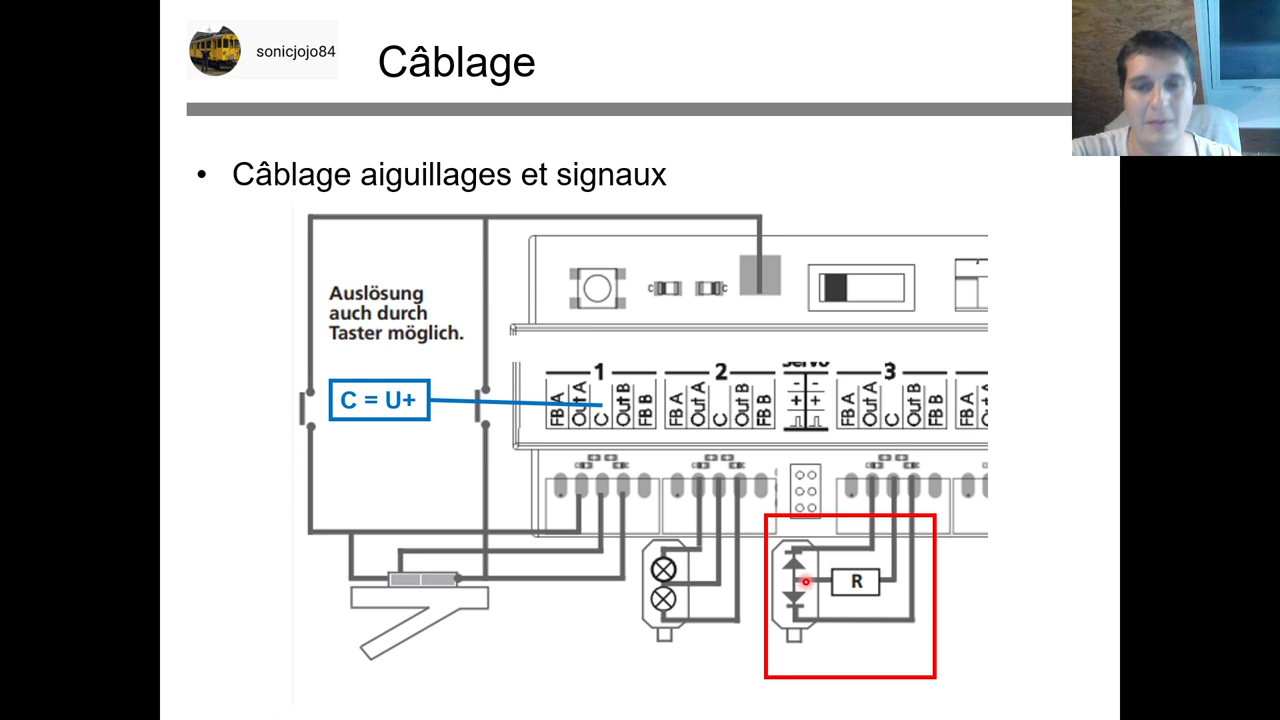 sonicjojo84
Câblage
• Câblage aiguillages et signaux
Auslösung
auch durch
Taster möglich.
C = U+
1
2
Servo
3
FB A
Out A
C
Out B
FB B
FB A
Out A
C
Out B
FB B
- -
+ +
FB A
Out A
C
Out B
FB B
FB A
R